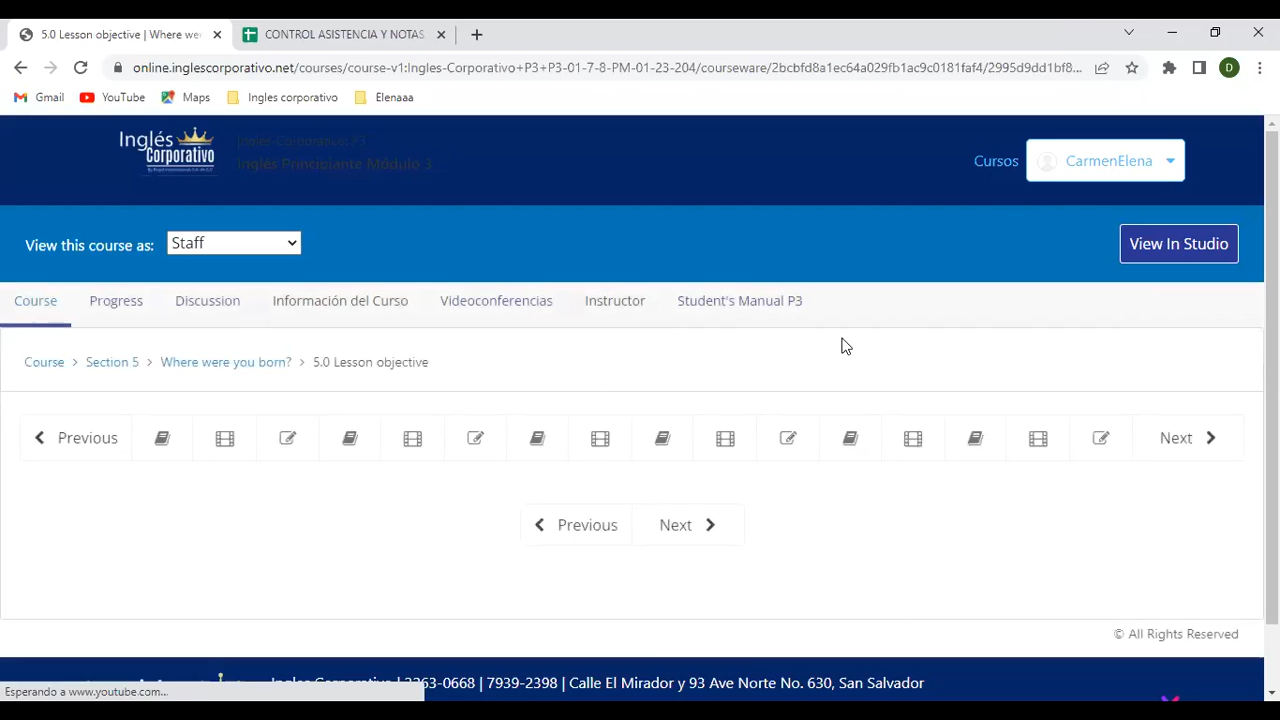 5.0 Lesson objective | Where we
CONTROL ASISTENCIA Y NOTAS
online.inglescorporativo.net/courses/course-v1:Ingles-Corporativo+P3+P3-01-7-8-PM-01-23-204/courseware/2bcbfd8a1ec64a029fb1ac9c0181faf4/2995d9dd1bf8...
D
Gmail
YouTube
Maps
Ingles corporativo
Elenaaa
Inglés Corporativo
Ingles-Corporativo: P3
Inglés Principiante Módulo 3
Cursos
CarmenElena
View this course as:
Staff
View In Studio
Course
Progress
Discussion
Información del Curso
Videoconferencias
Instructor
Student's Manual P3
Course > Section 5 > Where were you born? > 5.0 Lesson objective
Previous
Next
Previous
Next
© All Rights Reserved
Esperando a www.youtube.com...
2263-0668 | 7939-2398 | Calle El Mirador y 93 Ave Norte No. 630, San Salvador